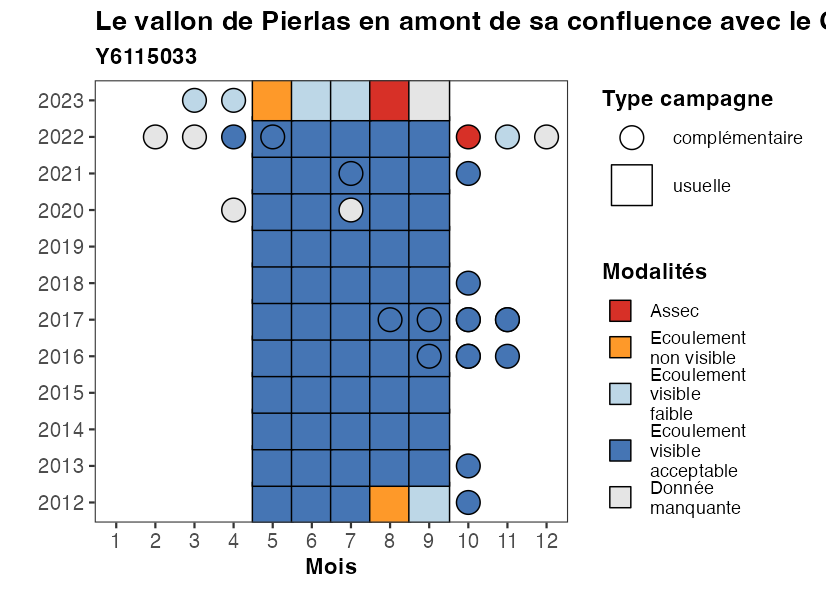 Le vallon de Pierlas en amont de sa confluence avec le
Y6115033
2023
2022
2021
2020
2019
2018
2017
2016
2015
2014
2013
2012
1 2 3 4 5 6 7 8 9 10 11 12
Mois
Type campagne
complémentaire
usuelle
Modalités
Assec
Ecoulement
non visible
Ecoulement
visible
faible
Ecoulement
visible
acceptable
Donnée
manquante